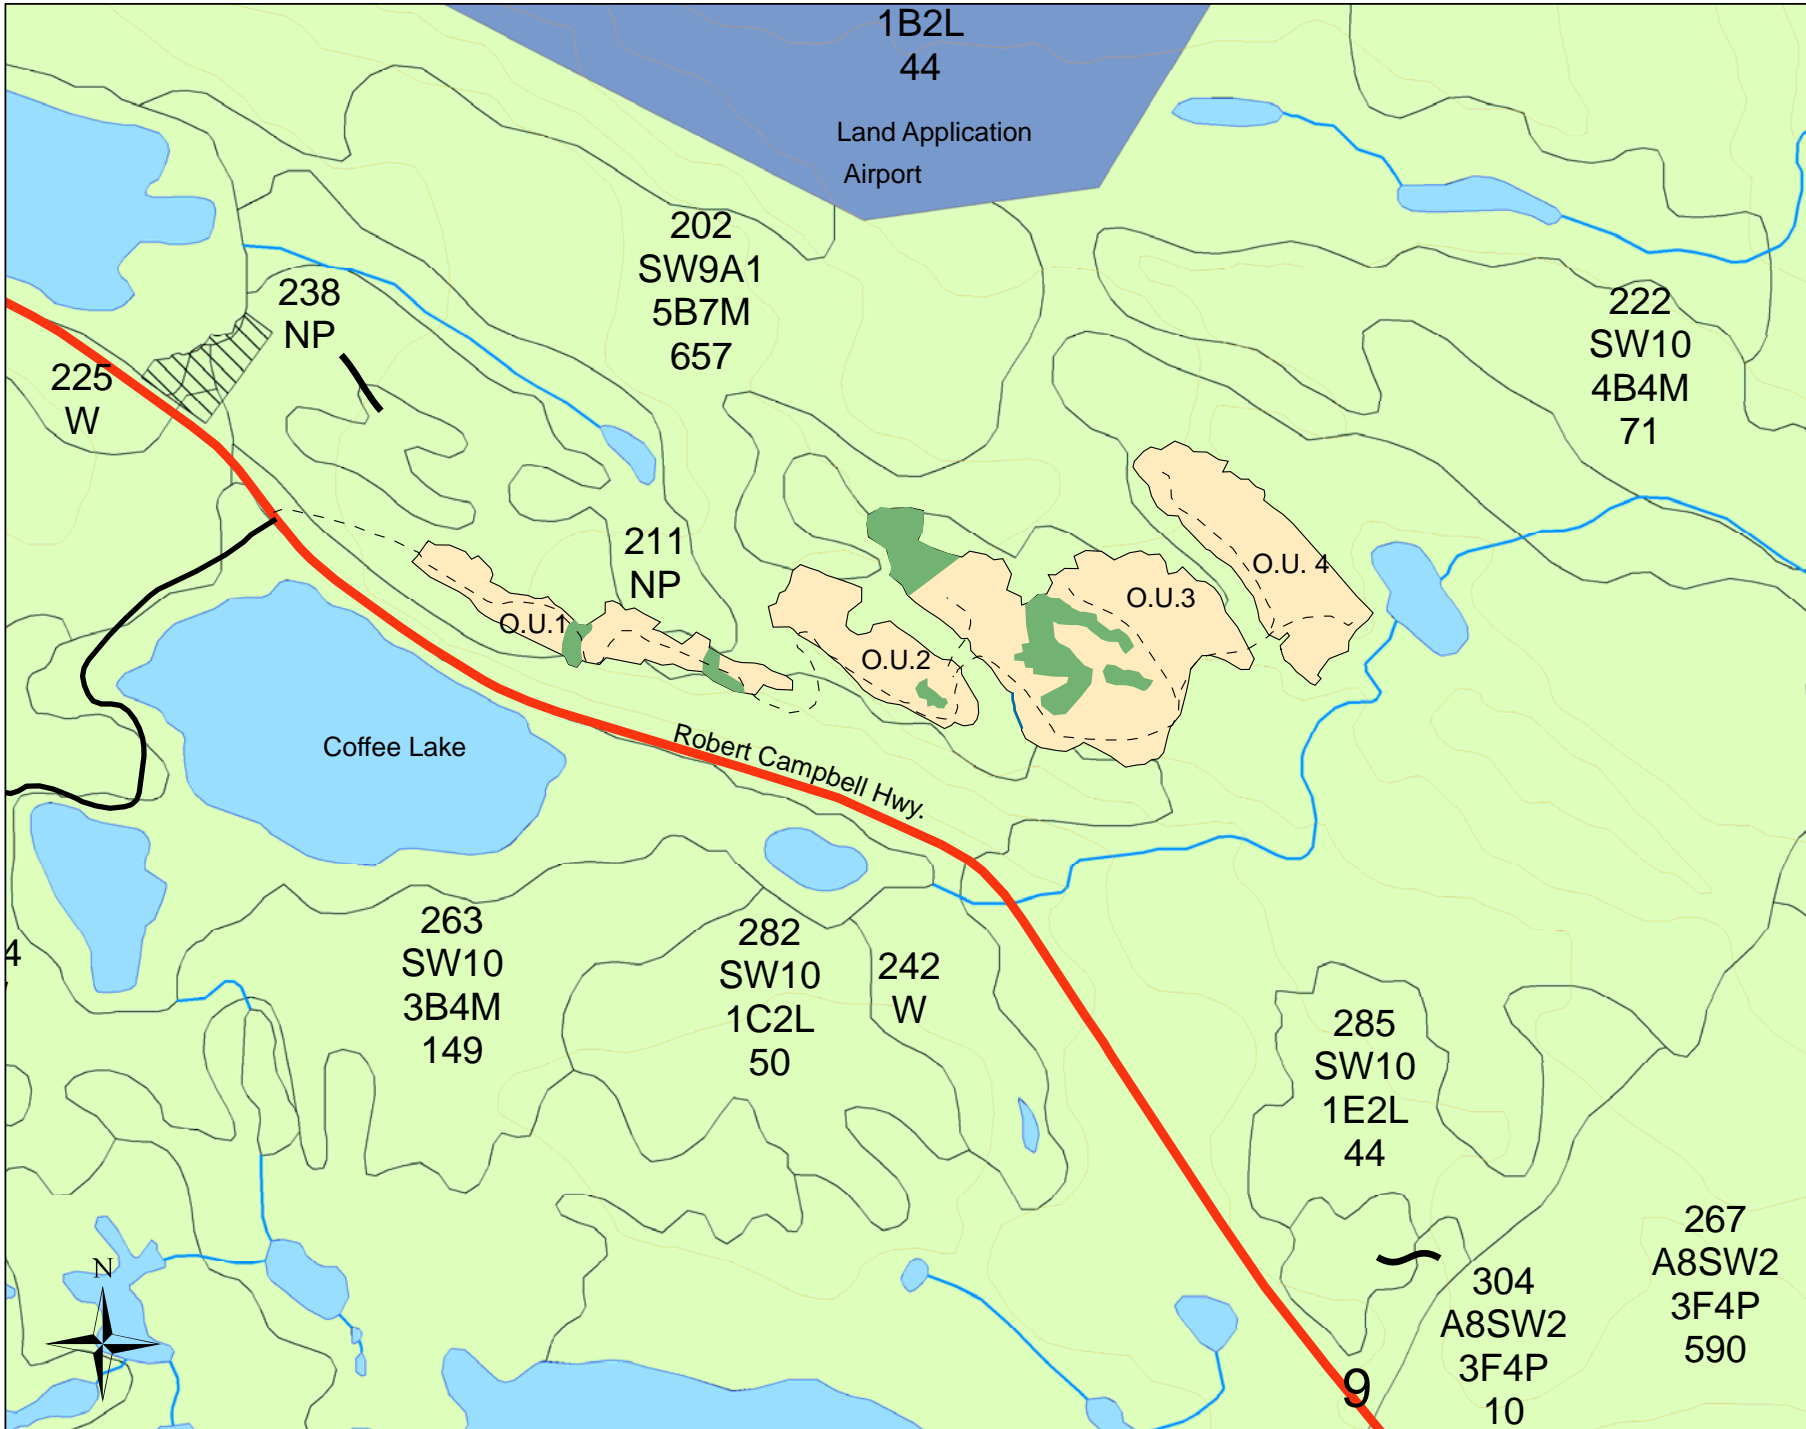 1B2L
44
Land Application
Airport
202
SW9A1
5B7M
657
238
NP
222
SW10
4B4M
71
225
W
211
NP
O.U. 4
O.U.3
O.U.1
O.U.2
Robert Campbell Hwy.
Coffee Lake
263
SW10
3B4M
149
282
SW10
1C2L
50
242
W
4
285
SW10
1E2L
44
267
A8SW2
3F4P
590
304
A8SW2
3F4P
10
N
9